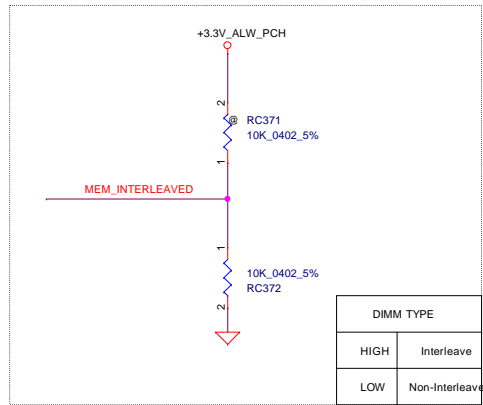 +3.3V_ALW_PCH
2
@ RC371
10K_0402_5%
1
MEM_INTERLEAVED
1
10K_0402_5%
RC372
2
DIMM TYPE
HIGH Interleave
LOW Non-Interleave